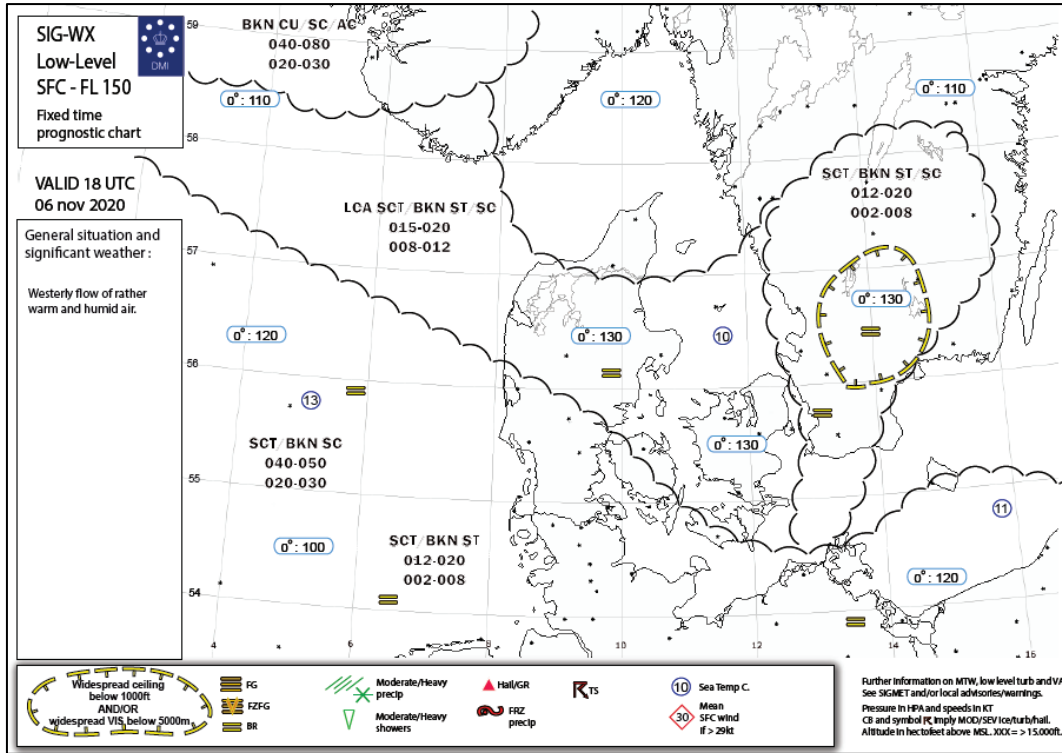 SIG-WX
Low-Level
SFC - FL 150
Fixed time
prognostic chart
DMI
VALID 18 UTC
06 nov 2020
General situation and
significant weather :
Westerly flow of rather
warm and humid air.
BKN CU/SC/AC
040-080
020-030
59
0°: 110
0°: 120
0°: 110
58
SCT/BKN ST/SC
012-020
002-008
LCA SCT/BKN ST/SC
015-020
008-012
57
0°: 130
0°: 120
0°: 130
10
56
13
0°: 130
SCT/BKN SC
040-050
020-030
55
11
SCT/BKN ST
012-020
002-008
0°: 100
0°: 120
54
4
6
8
10
12
14
16
Widespread ceiling
below 1000ft
AND/OR
widespread VIS below 5000m
FG
FZFG
BR
Moderate/Heavy
precip
Moderate/Heavy
showers
Hail/GR
FRZ
precip
TS
10 Sea Temp C.
30 Mean
SFC wind
if > 29kt
Further information on MTW, low level turb and VA
See SIGMET and/or local advisories/warnings.
Pressure in HPA and speeds in KT
CB and symbol imply MOD/SEV ice/turb/hail.
Altitude in hectofeet above MSL. XXX = > 15.000ft.